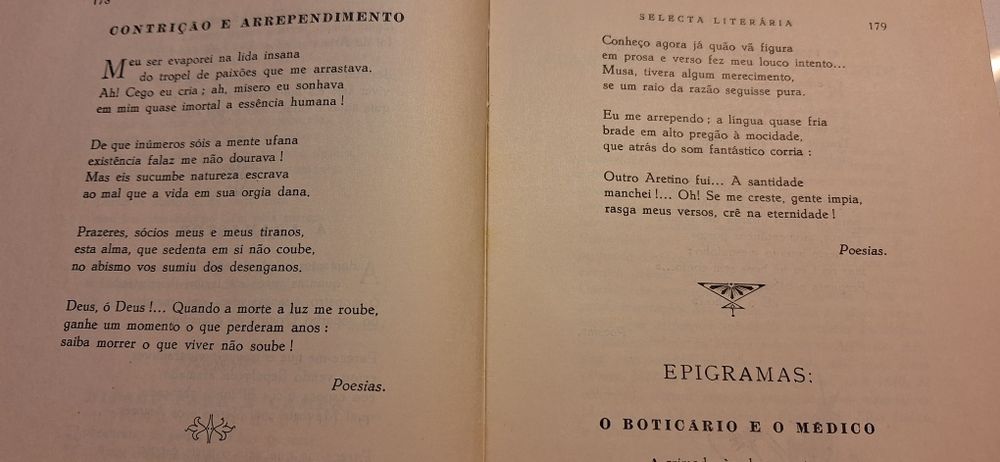 178
CONTRIÇÃO E ARREPENDIMENTO
Meu ser evaporei na lida insana
do tropel de paixões que me arrastava.
Ah! Cego eu cria ; ah, mísero eu sonhava
em mim quase imortal a essência humana !
De que inúmeros sóis a mente ufana
existência falaz me não dourava !
Mas eis sucumbe natureza escrava
ao mal que a vida em sua orgia dana.
Prazeres, sócios meus e meus tiranos,
esta alma, que sedenta em si não coube,
no abismo vos sumiu dos desenganos.
Deus, ó Deus !... Quando a morte a luz me roube,
ganhe um momento o que perderam anos :
saiba morrer o que viver não soube !
Poesias.
SELECTA LITERÁRIA 179
Conheço agora já quão vã figura
em prosa e verso fez meu louco intento...
Musa, tivera algum merecimento,
se um raio da razão seguisse pura.
Eu me arrependo ; a língua quase fria
brade em alto pregão à mocidade,
que atrás do som fantástico corria :
Outro Aretino fui... A santidade
manchei !... Oh! Se me creste, gente impia,
rasga meus versos, crê na eternidade !
Poesias.
EPIGRAMAS:
O BOTICÁRIO E O MÉDICO